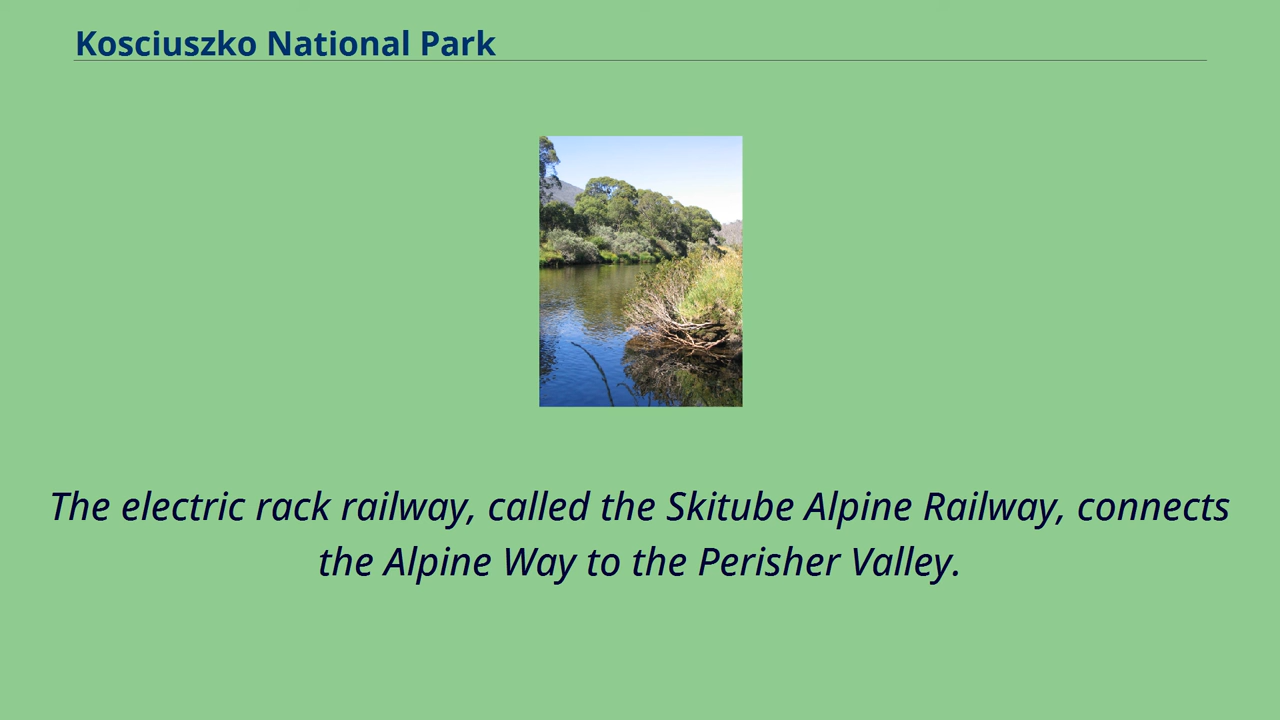 Kosciuszko National Park
The electric rack railway, called the Skitube Alpine Railway, connects
the Alpine Way to the Perisher Valley.